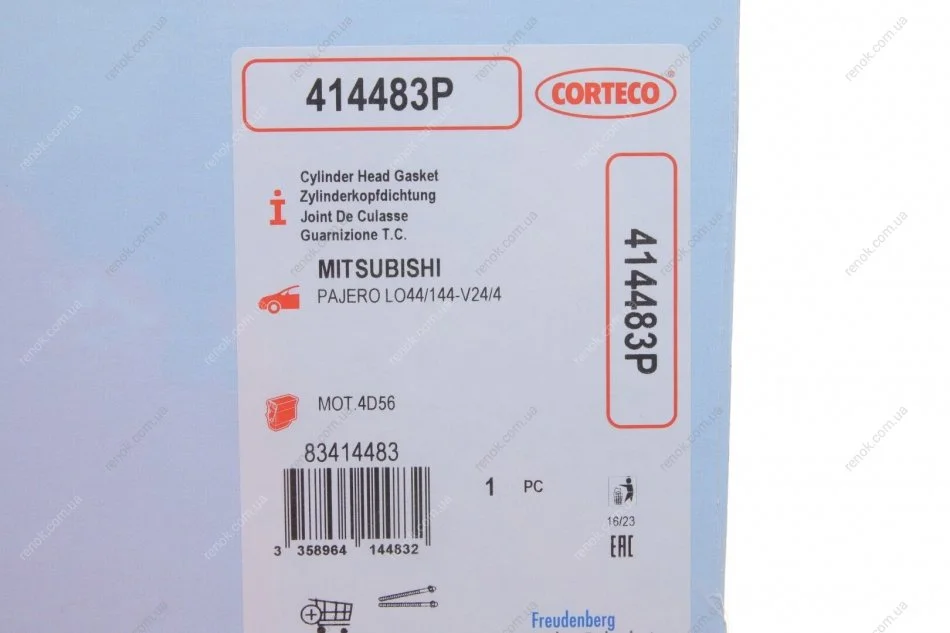 414483P
CORTECO®
Cylinder Head Gasket
Zylinderkopfdichtung
Joint De Culasse
Guarnizione T.C.
MITSUBISHI
PAJERO LO44/144-V24/4
414483P
MOT.4D56
83414483
1 PC
3 358964 144832
16/23
EAC
Freudenberg
renok.com.ua